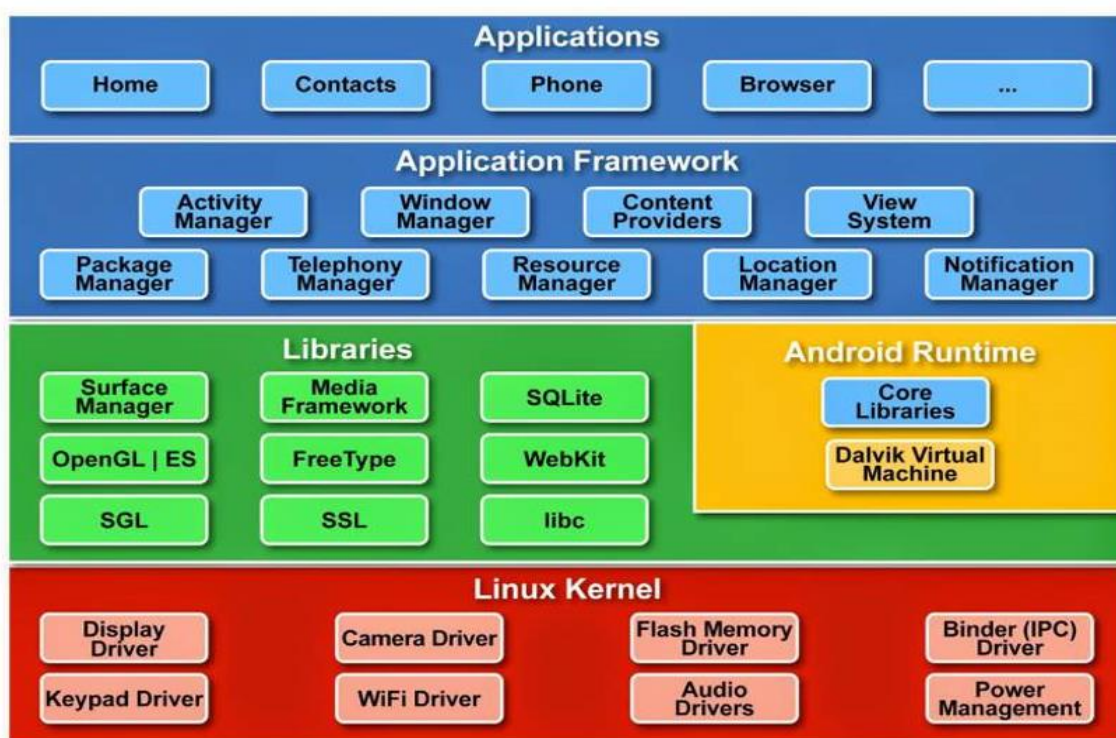 Applications
Home
Contacts
Phone
Browser
...
Application Framework
Activity
Manager
Window
Manager
Content
Providers
View
System
Package
Manager
Telephony
Manager
Resource
Manager
Location
Manager
Notification
Manager
Libraries
Surface
Manager
Media
Framework
SQLite
OpenGL | ES
FreeType
WebKit
SGL
SSL
libc
Android Runtime
Core
Libraries
Dalvik Virtual
Machine
Linux Kernel
Display
Driver
Camera Driver
Flash Memory
Driver
Binder (IPC)
Driver
Keypad Driver
WiFi Driver
Audio
Drivers
Power
Management